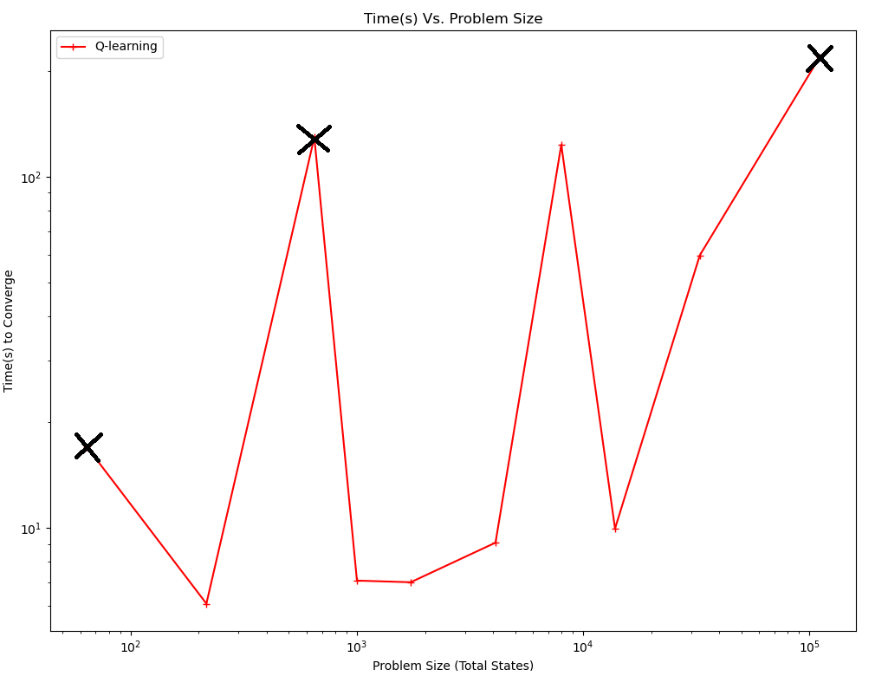 Time(s) Vs. Problem Size
Q-learning
10²
10¹
Time(s) to Converge
10² 10³ 10⁴ 10⁵
Problem Size (Total States)